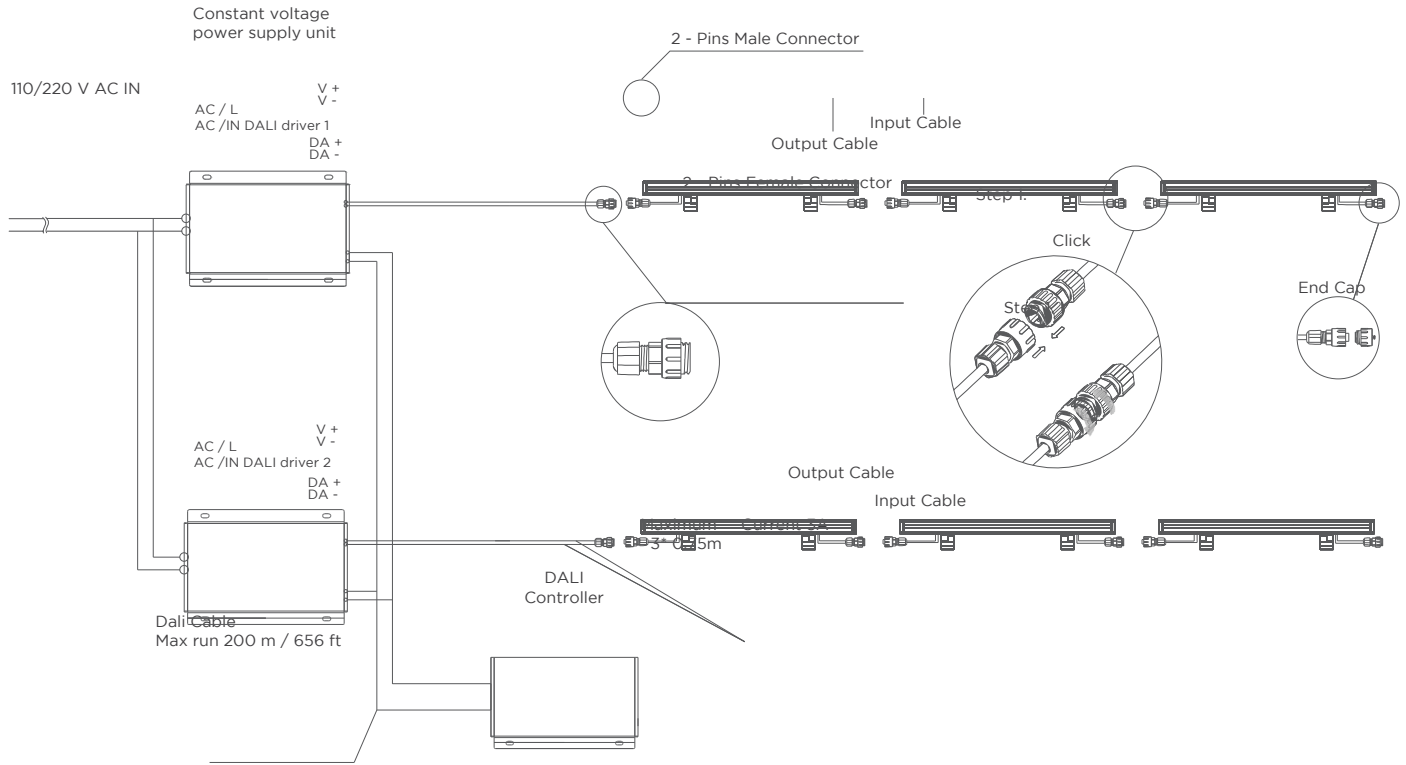 Constant voltage
power supply unit
2 - Pins Male Connector
110/220 V AC IN
V +
V -
AC / L
AC /IN DALI driver 1
DA +
DA -
Input Cable
Output Cable
2 - Pins Female Connector
Step 1.
Click
End Cap
V +
V -
AC / L
AC /IN DALI driver 2
DA +
DA -
Output Cable
Input Cable
Maximum Current 3A
DALI
Controller
Dali Cable
Max run 200 m / 656 ft